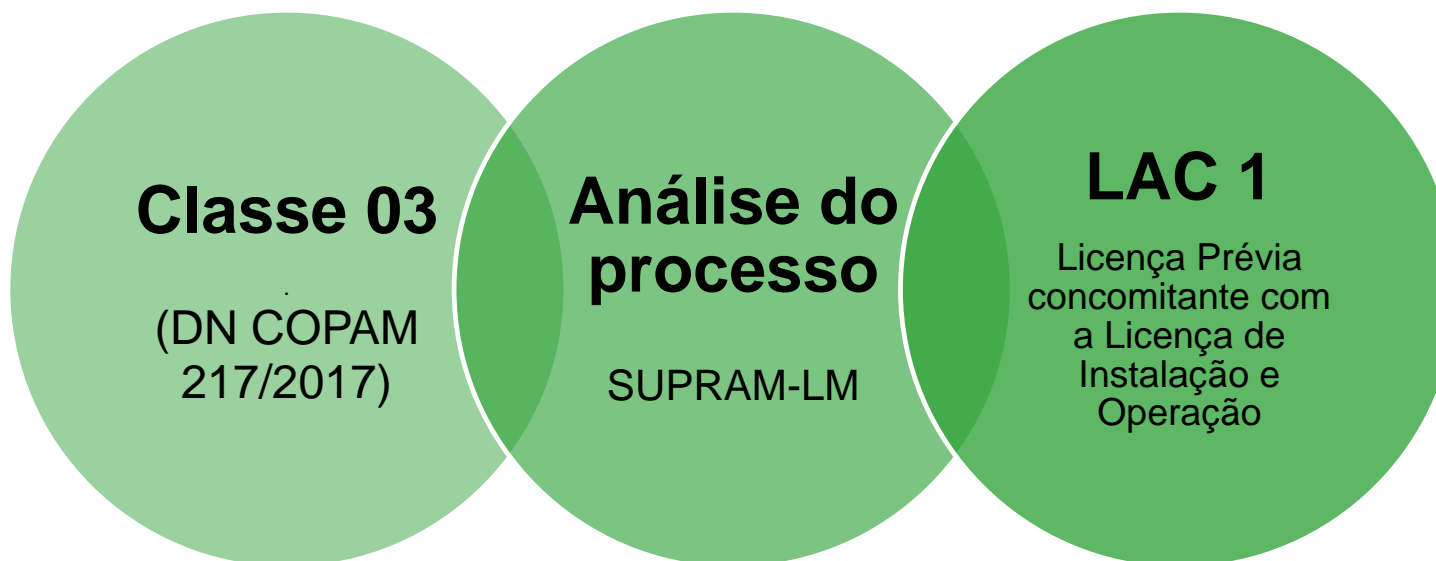 Classe 03
.
(DN COPAM
217/2017)
Análise do
processo
SUPRAM-LM
LAC 1
Licença Prévia
concomitante com
a Licença de
Instalação e
Operação